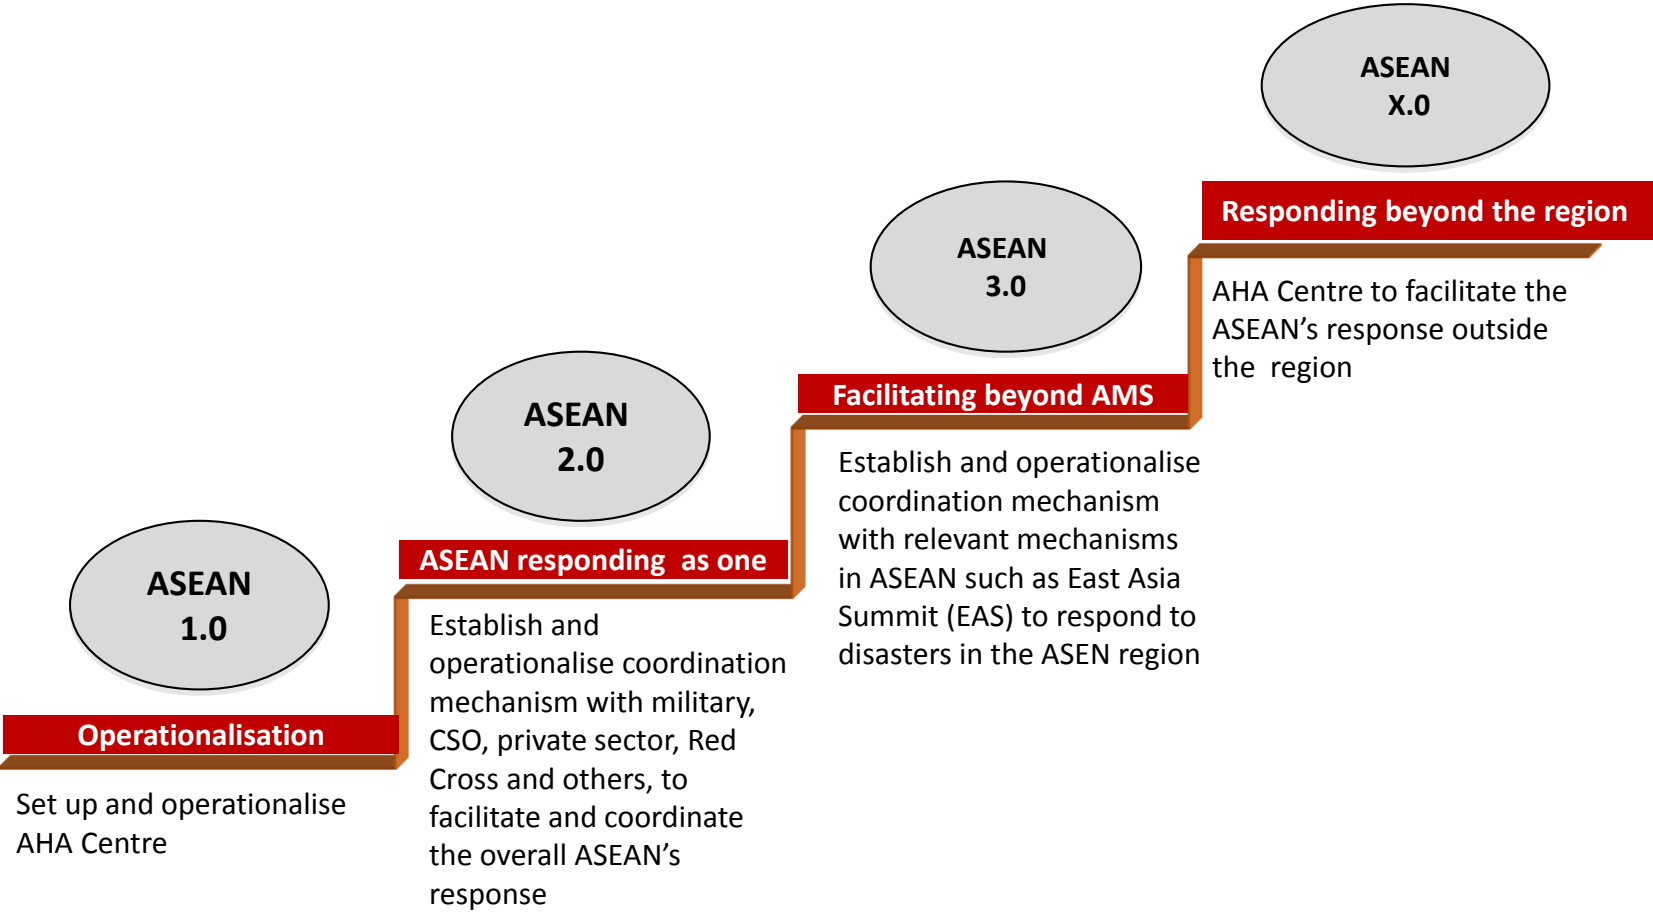 ASEAN
1.0
Operationalisation
Set up and operationalise
AHA Centre
ASEAN
2.0
ASEAN responding as one
Establish and
operationalise coordination
mechanism with military,
CSO, private sector, Red
Cross and others, to
facilitate and coordinate
the overall ASEAN’s
response
ASEAN
3.0
Facilitating beyond AMS
Establish and operationalise
coordination mechanism
with relevant mechanisms
in ASEAN such as East Asia
Summit (EAS) to respond to
disasters in the ASEN region
ASEAN
X.0
Responding beyond the region
AHA Centre to facilitate the
ASEAN’s response outside
the region